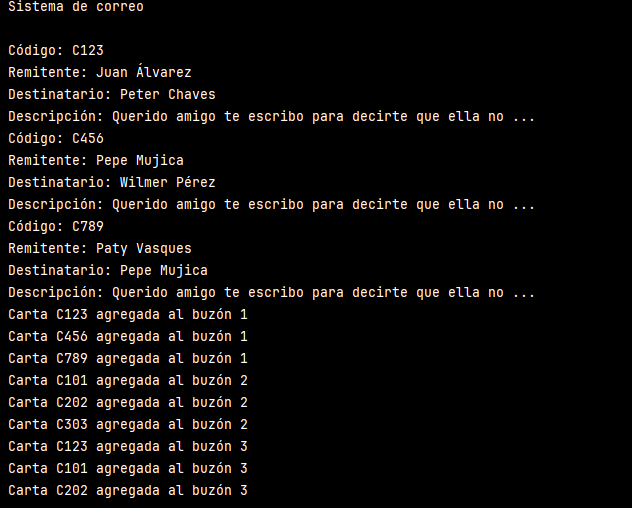 Sistema de correo
Código: C123
Remitente: Juan Álvarez
Destinatario: Peter Chaves
Descripción: Querido amigo te escribo para decirte que ella no ...
Código: C456
Remitente: Pepe Mujica
Destinatario: Wilmer Pérez
Descripción: Querido amigo te escribo para decirte que ella no ...
Código: C789
Remitente: Paty Vasques
Destinatario: Pepe Mujica
Descripción: Querido amigo te escribo para decirte que ella no ...
Carta C123 agregada al buzón 1
Carta C456 agregada al buzón 1
Carta C789 agregada al buzón 1
Carta C101 agregada al buzón 2
Carta C202 agregada al buzón 2
Carta C303 agregada al buzón 2
Carta C123 agregada al buzón 3
Carta C101 agregada al buzón 3
Carta C202 agregada al buzón 3